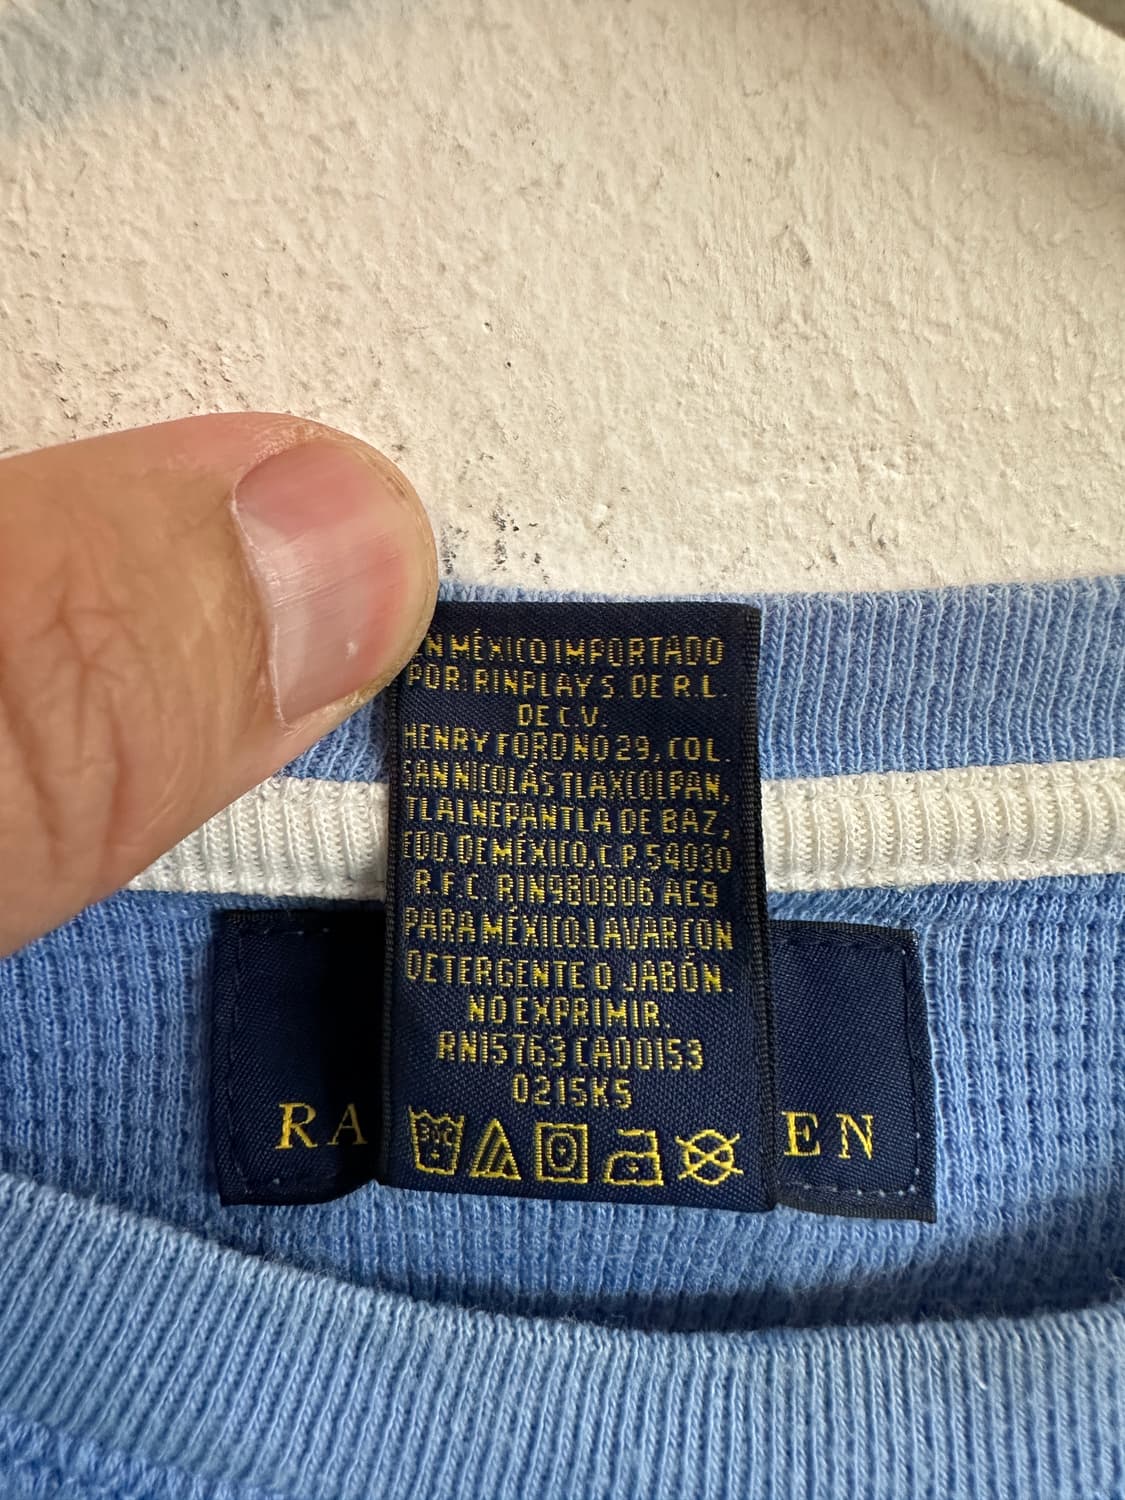 EN MÉXICO IMPORTADO
POR: RINPLAY S. DE R.L.
DE C.V.
HENRY FORD NO 29, COL.
SAN NICOLÁS TLAXCOLPAN,
TLALNEPANTLA DE BAZ,
EDO. DE MÉXICO, C.P. 54030
R.F.C. RIN980806 AE9
PARA MÉXICO: LAVAR CON
DETERGENTE O JABÓN.
NO EXPRIMIR.
RN15763 CA00153
0215KS
30C
RA EN